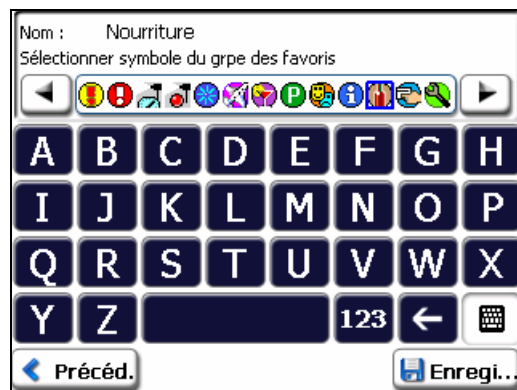 Nom : Nourriture
Sélectionner symbole du grpe des favoris
P i
A B C D E F G H
I J K L M N O P
Q R S T U V W X
Y Z 123
Précéd. Enregi...